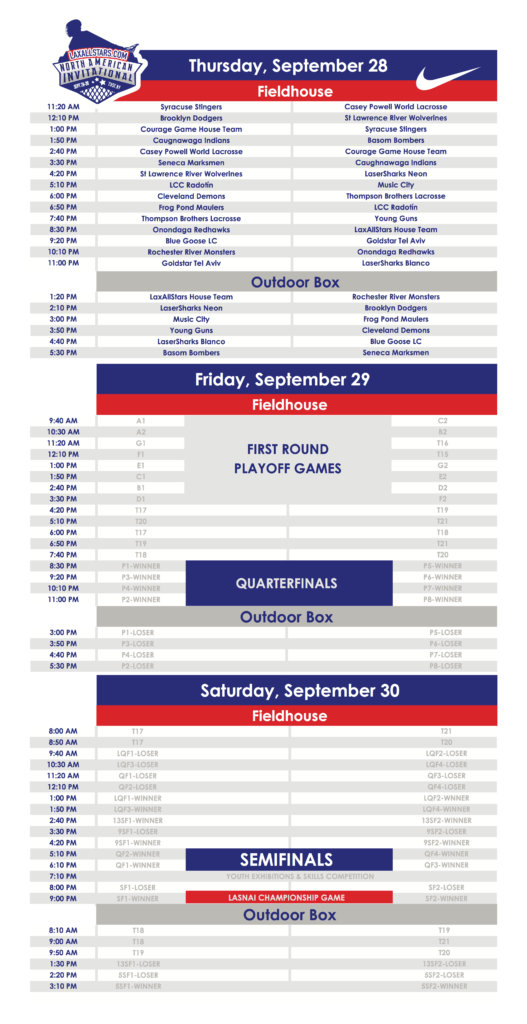 LAXALLSTARS.COM
NORTH AMERICAN
INVITATIONAL
Thursday, September 28
Fieldhouse
11:20 AM Syracuse Stingers Casey Powell World Lacrosse
12:10 PM Brooklyn Dodgers St Lawrence River Wolverines
1:00 PM Courage Game House Team Syracuse Stingers
1:50 PM Caugnawaga Indians Basom Bombers
2:40 PM Casey Powell World Lacrosse Courage Game House Team
3:30 PM Seneca Marksmen Caughnawaga Indians
4:20 PM St Lawrence River Wolverines LaserSharks Neon
5:10 PM LCC Radotín Music City
6:00 PM Cleveland Demons Thompson Brothers Lacrosse
6:50 PM Frog Pond Maulers LCC Radotín
7:40 PM Thompson Brothers Lacrosse Young Guns
8:30 PM Onondaga Redhawks LaxAllStars House Team
9:20 PM Blue Goose LC Goldstar Tel Aviv
10:10 PM Rochester River Monsters Onondaga Redhawks
11:00 PM Goldstar Tel Aviv LaserSharks Blanco
Outdoor Box
1:20 PM LaxAllStars House Team Rochester River Monsters
2:10 PM LaserSharks Neon Brooklyn Dodgers
3:00 PM Music City Frog Pond Maulers
3:50 PM Young Guns Cleveland Demons
4:40 PM LaserSharks Blanco Blue Goose LC
5:30 PM Basom Bombers Seneca Marksmen
Friday, September 29
Fieldhouse
9:40 AM A1 C2
10:30 AM A2 B2
11:20 AM G1 T16
12:10 PM F1 T15
FIRST ROUND
PLAYOFF GAMES
1:00 PM E1 G2
1:50 PM C1 E2
2:40 PM B1 D2
3:30 PM D1 F2
4:20 PM T17 T19
5:10 PM T20 T21
6:00 PM T17 T18
6:50 PM T19 T21
7:40 PM T18 T20
8:30 PM P1-WINNER P5-WINNER
9:20 PM P3-WINNER QUARTERFINALS P6-WINNER
10:10 PM P4-WINNER P7-WINNER
11:00 PM P2-WINNER P8-WINNER
Outdoor Box
3:00 PM P1-LOSER P5-LOSER
3:50 PM P3-LOSER P6-LOSER
4:40 PM P4-LOSER P7-LOSER
5:30 PM P2-LOSER P8-LOSER
Saturday, September 30
Fieldhouse
8:00 AM T17 T21
8:50 AM T17 T20
9:40 AM LQF1-LOSER LQF2-LOSER
10:30 AM LQF3-LOSER LQF4-LOSER
11:20 AM QF1-LOSER QF3-LOSER
12:10 PM QF2-LOSER QF4-LOSER
1:00 PM LQF1-WINNER LQF2-WNNER
1:50 PM LQF3-WINNER LQF4-WINNER
2:40 PM 13SF1-WINNER 13SF2-WINNER
3:30 PM 9SF1-LOSER 9SF2-LOSER
4:20 PM 9SF1-WINNER 9SF2-WINNER
5:10 PM QF2-WINNER SEMIFINALS QF4-WINNER
6:10 PM QF1-WINNER QF3-WINNER
7:10 PM YOUTH EXHIBITIONS & SKILLS COMPETITION
8:00 PM SF1-LOSER SF2-LOSER
9:00 PM SF1-WINNER LASNAI CHAMPIONSHIP GAME SF2-WINNER
Outdoor Box
8:10 AM T18 T19
9:00 AM T18 T21
9:50 AM T19 T20
1:30 PM 13SF1-LOSER 13SF2-LOSER
2:20 PM 5SF1-LOSER 5SF2-LOSER
3:10 PM 5SF1-WINNER 5SF2-WINNER